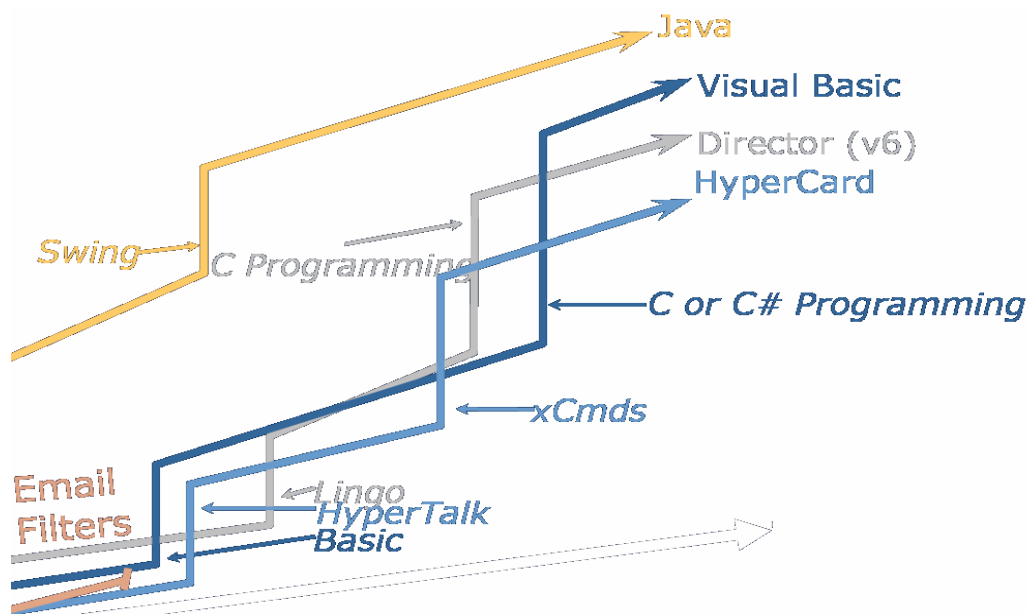 Java
Visual Basic
Director (v6)
HyperCard
Swing
C Programming
C or C# Programming
xCmds
Email
Filters
Lingo
HyperTalk
Basic